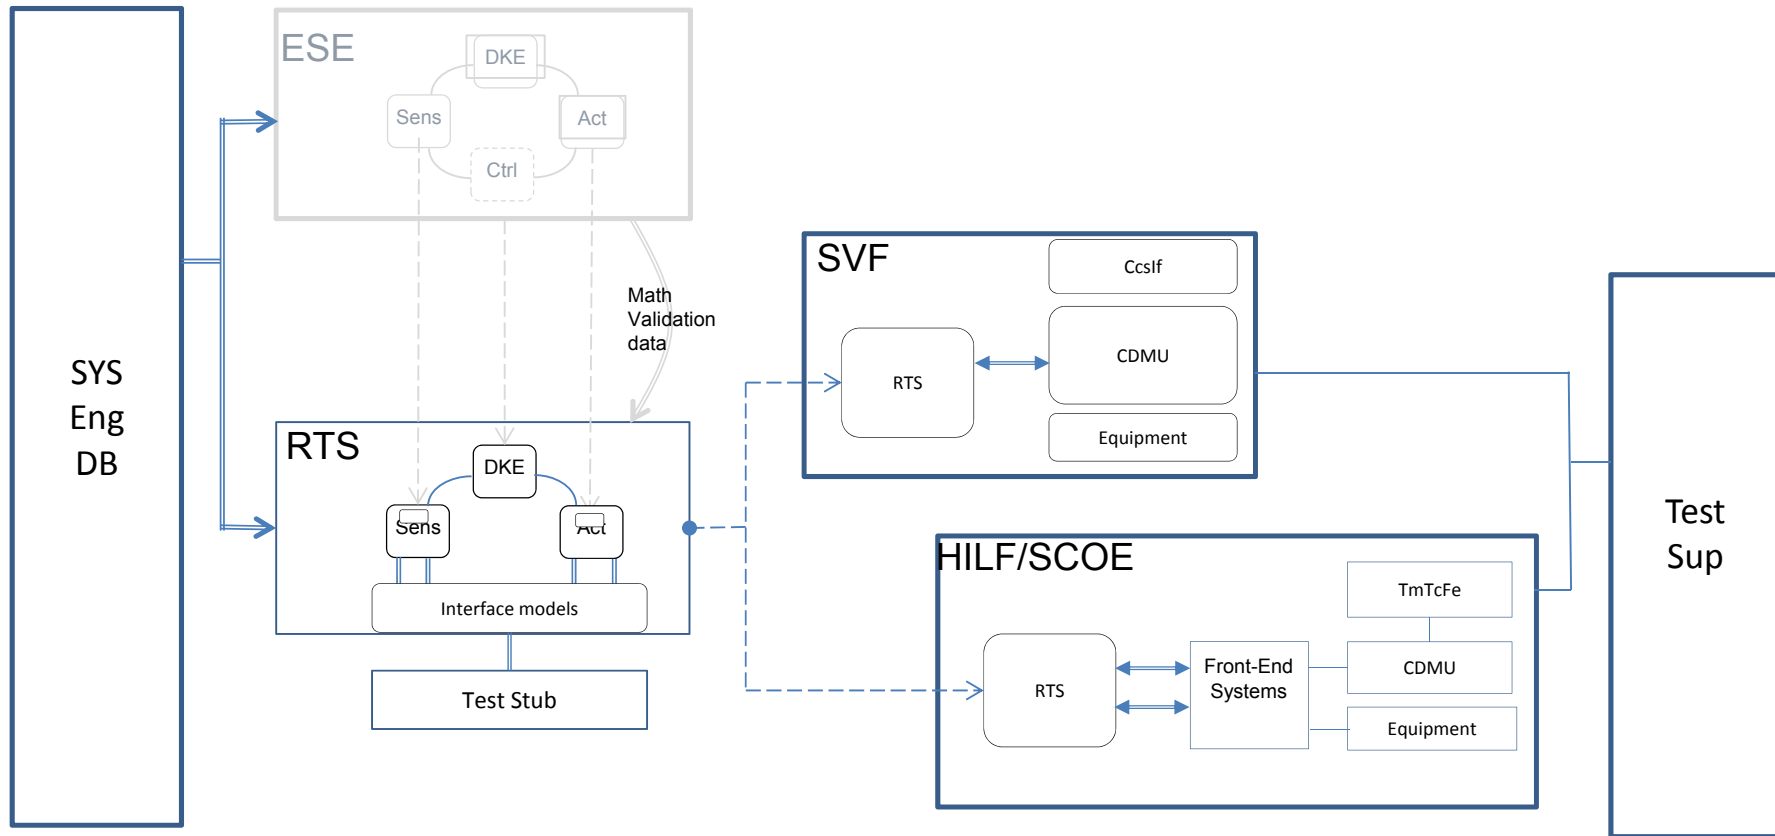 SYS
Eng
DB
ESE
DKE
Sens
Act
Ctrl
Math
Validation
data
RTS
DKE
Sens
Act
Interface models
Test Stub
SVF
CcsIf
RTS
CDMU
Equipment
HILF/SCOE
TmTcFe
RTS
Front-End
Systems
CDMU
Equipment
Test
Sup